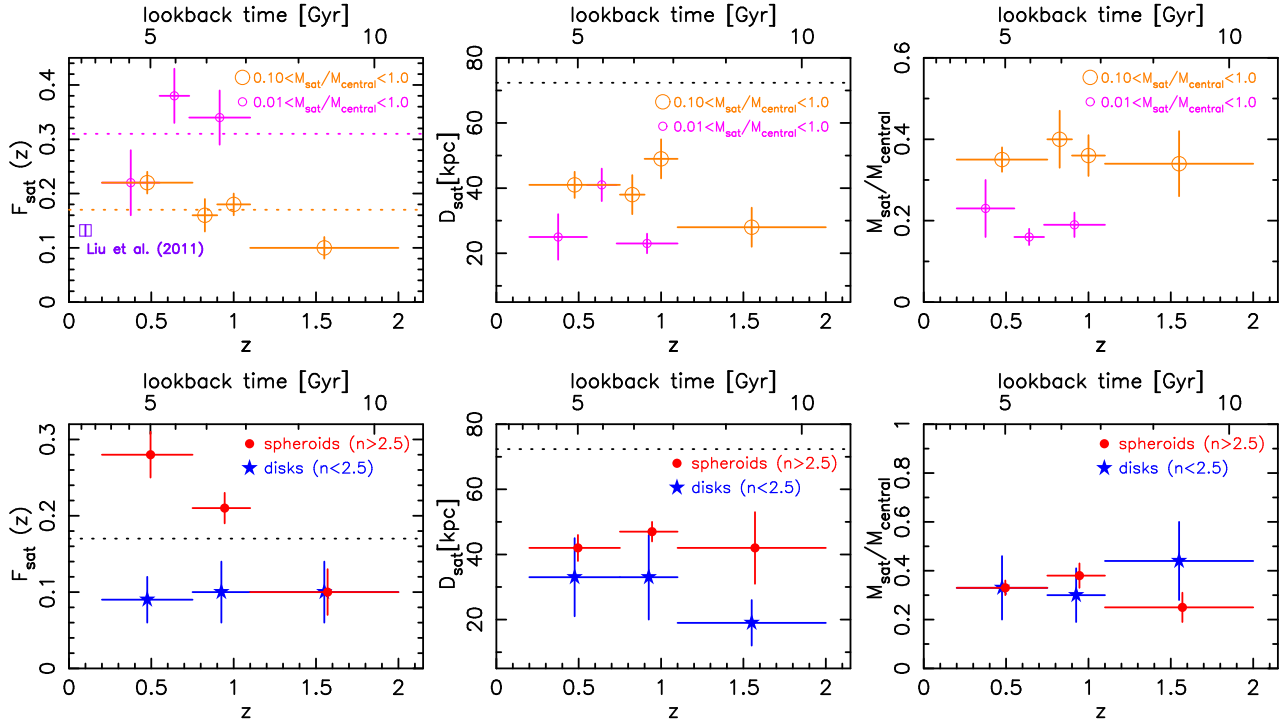 lookback time [Gyr]
5 10
F_sat (z)
0 0.1 0.2 0.3 0.4
0.10<M_sat/M_central<1.0
0.01<M_sat/M_central<1.0
Liu et al. (2011)
0 0.5 1 1.5 2
z
lookback time [Gyr]
5 10
D_sat[kpc]
20 40 60 80
0.10<M_sat/M_central<1.0
0.01<M_sat/M_central<1.0
0 0.5 1 1.5 2
z
lookback time [Gyr]
5 10
M_sat/M_central
0 0.2 0.4 0.6
0.10<M_sat/M_central<1.0
0.01<M_sat/M_central<1.0
0 0.5 1 1.5 2
z
lookback time [Gyr]
5 10
F_sat (z)
0 0.1 0.2 0.3
spheroids (n>2.5)
disks (n<2.5)
0 0.5 1 1.5 2
z
lookback time [Gyr]
5 10
D_sat[kpc]
20 40 60 80
spheroids (n>2.5)
disks (n<2.5)
0 0.5 1 1.5 2
z
lookback time [Gyr]
5 10
M_sat/M_central
0 0.2 0.4 0.6 0.8 1
spheroids (n>2.5)
disks (n<2.5)
0 0.5 1 1.5 2
z